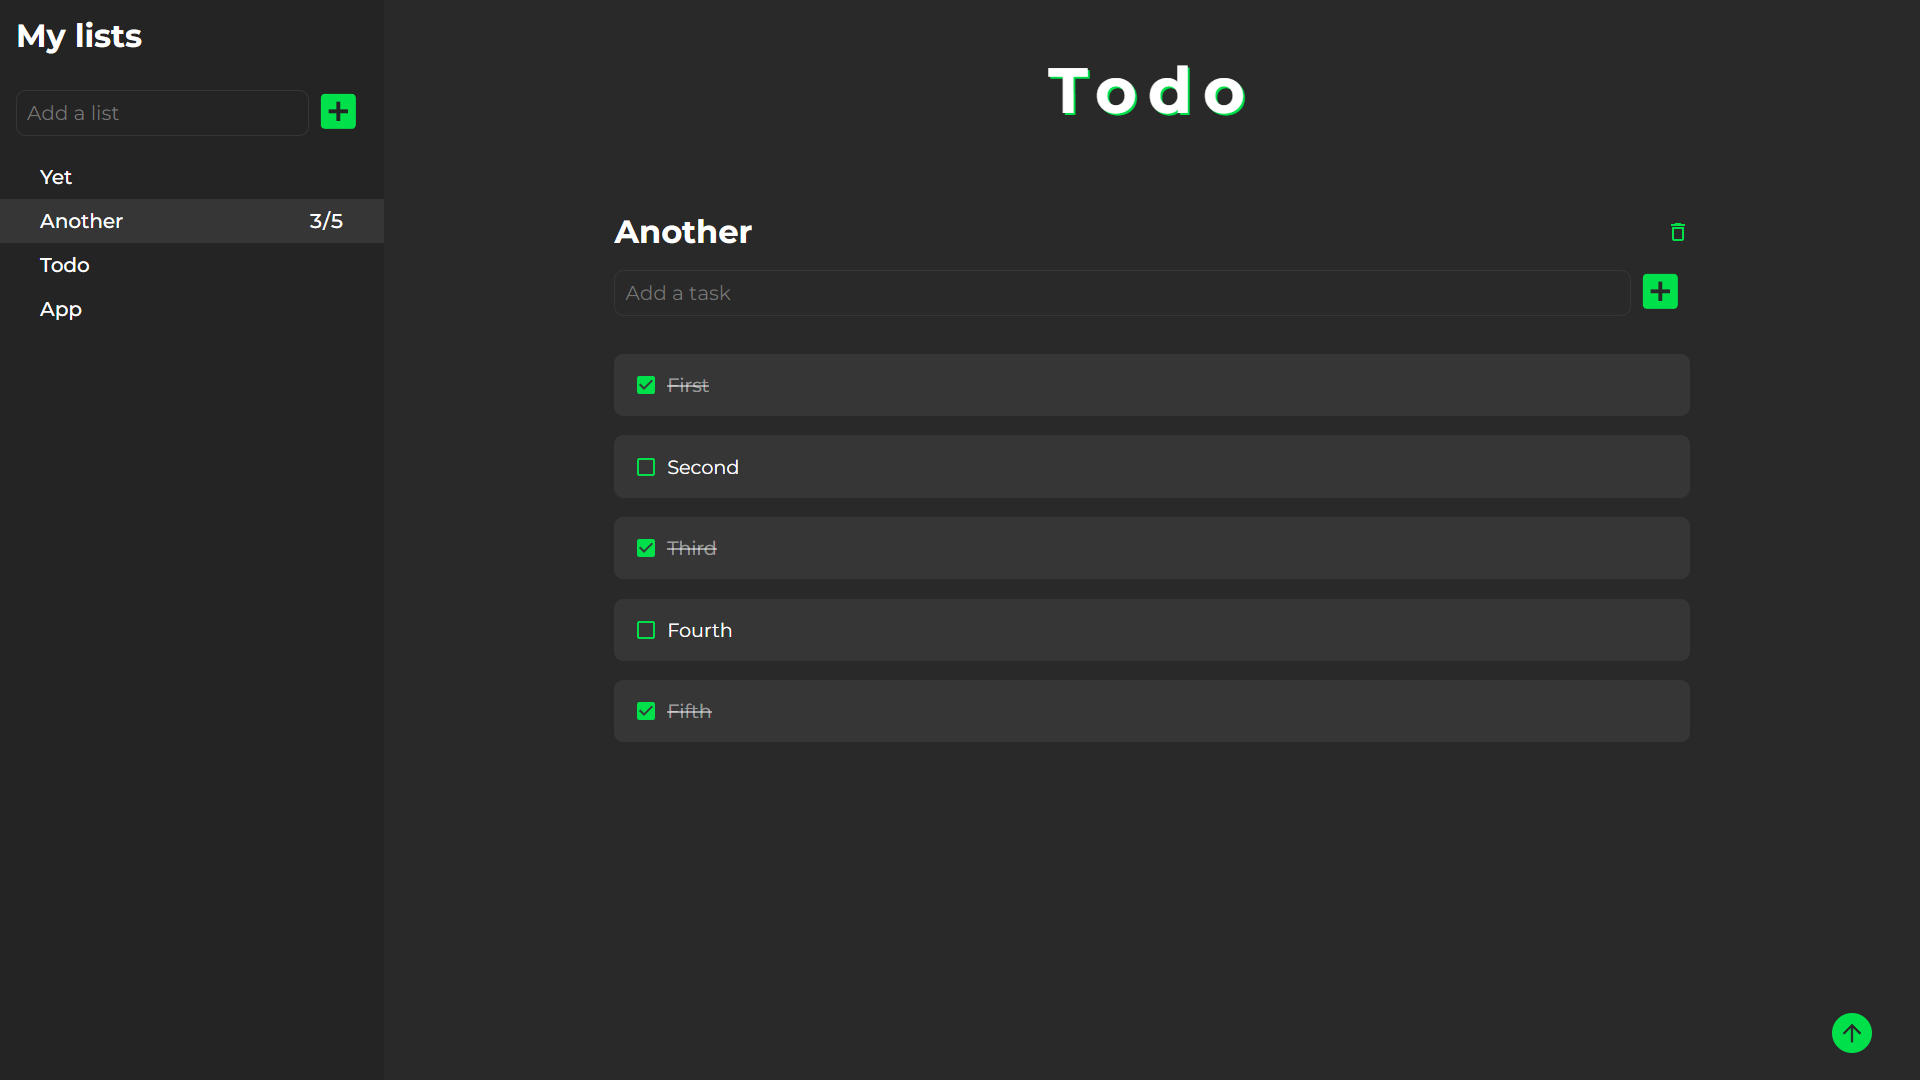 My lists
Add a list
Yet
Another 3/5
Todo
App
Todo
Another
Add a task
First
Second
Third
Fourth
Fifth